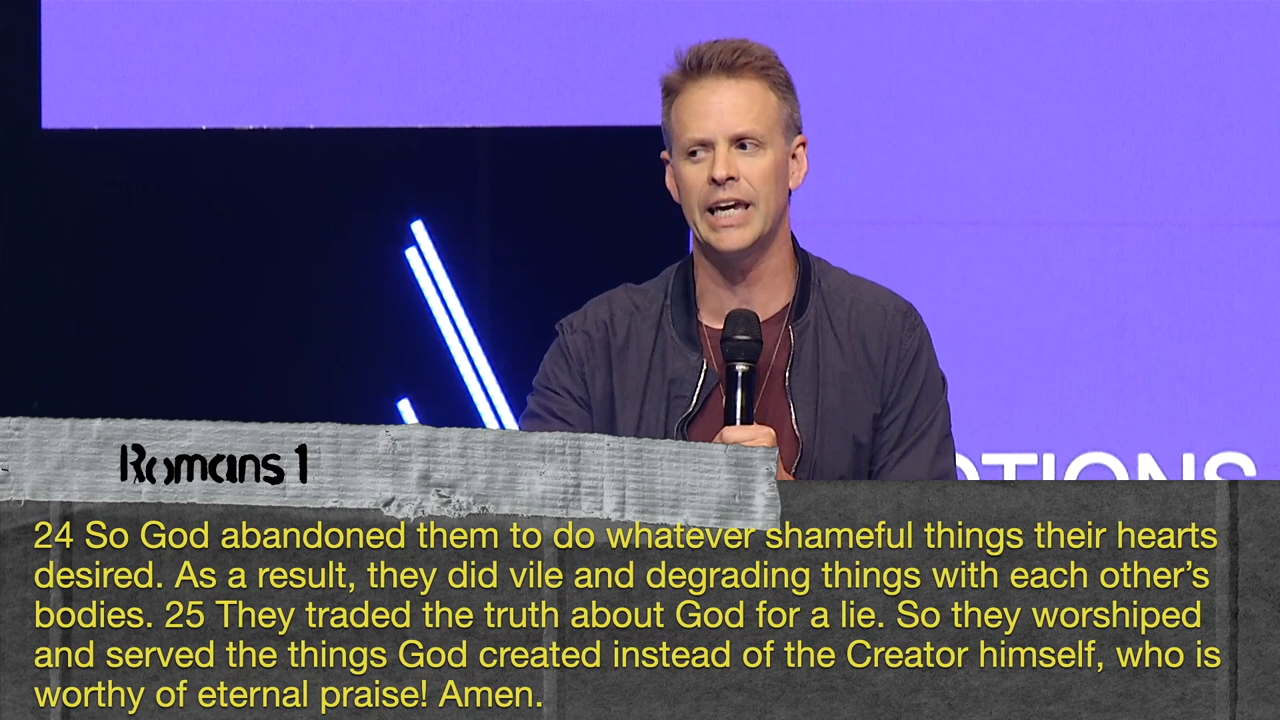 OTIONS
Romans 1
24 So God abandoned them to do whatever shameful things their hearts
desired. As a result, they did vile and degrading things with each other’s
bodies. 25 They traded the truth about God for a lie. So they worshiped
and served the things God created instead of the Creator himself, who is
worthy of eternal praise! Amen.